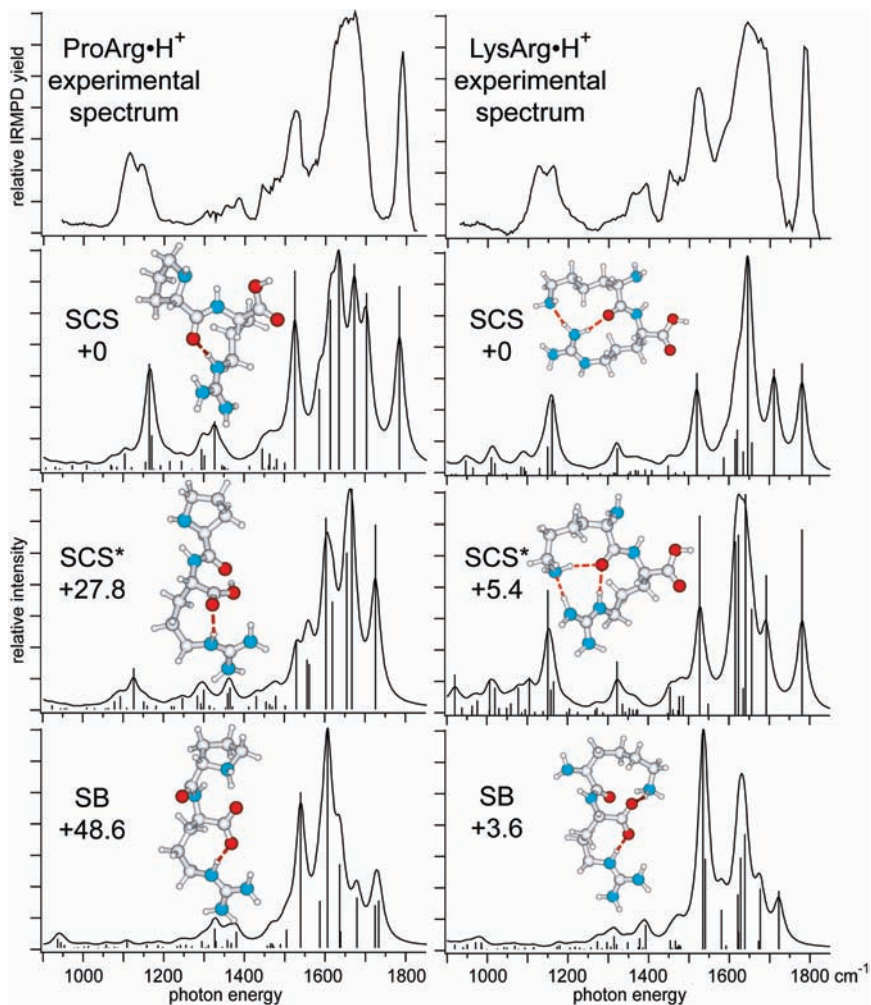 ProArg•H+
experimental
spectrum
LysArg•H+
experimental
spectrum
relative IRMPD yield
SCS
+0
SCS
+0
SCS*
+27.8
SCS*
+5.4
relative intensity
SB
+48.6
SB
+3.6
1000 1200 1400 1600 1800
1000 1200 1400 1600 1800 cm-1
photon energy
photon energy